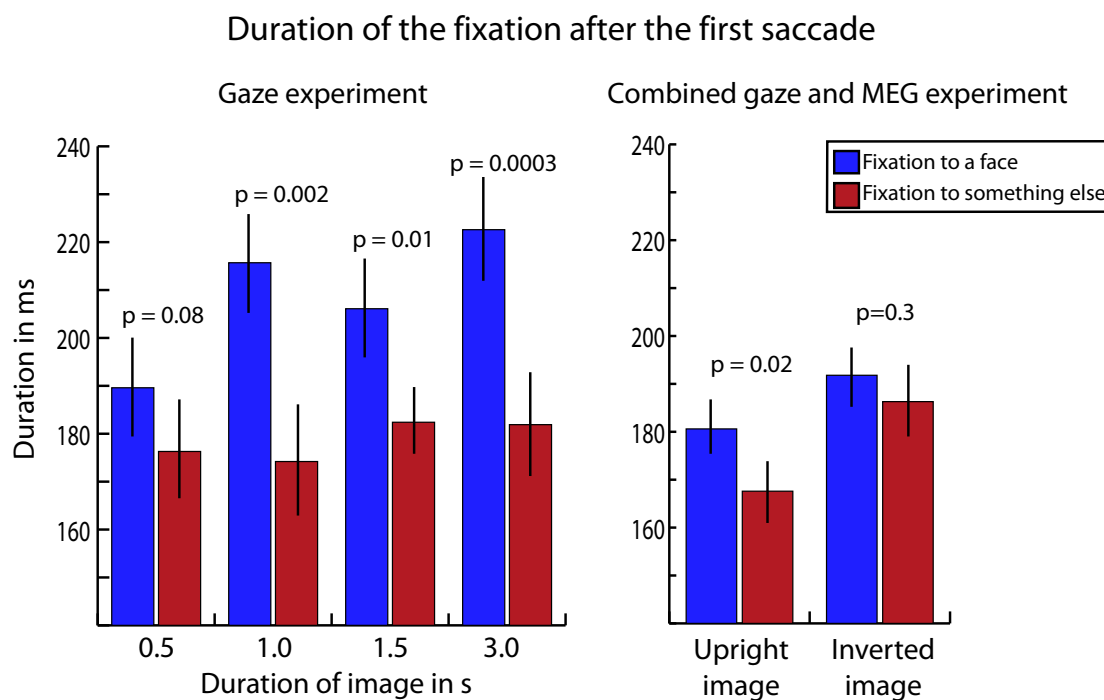 Duration of the fixation after the first saccade
Gaze experiment
Combined gaze and MEG experiment
Duration in ms
240
220
200
180
160
p = 0.08
p = 0.002
p = 0.01
p = 0.0003
0.5
1.0
1.5
3.0
Duration of image in s
240
220
200
180
160
Fixation to a face
Fixation to something else
p = 0.02
p=0.3
Upright
image
Inverted
image